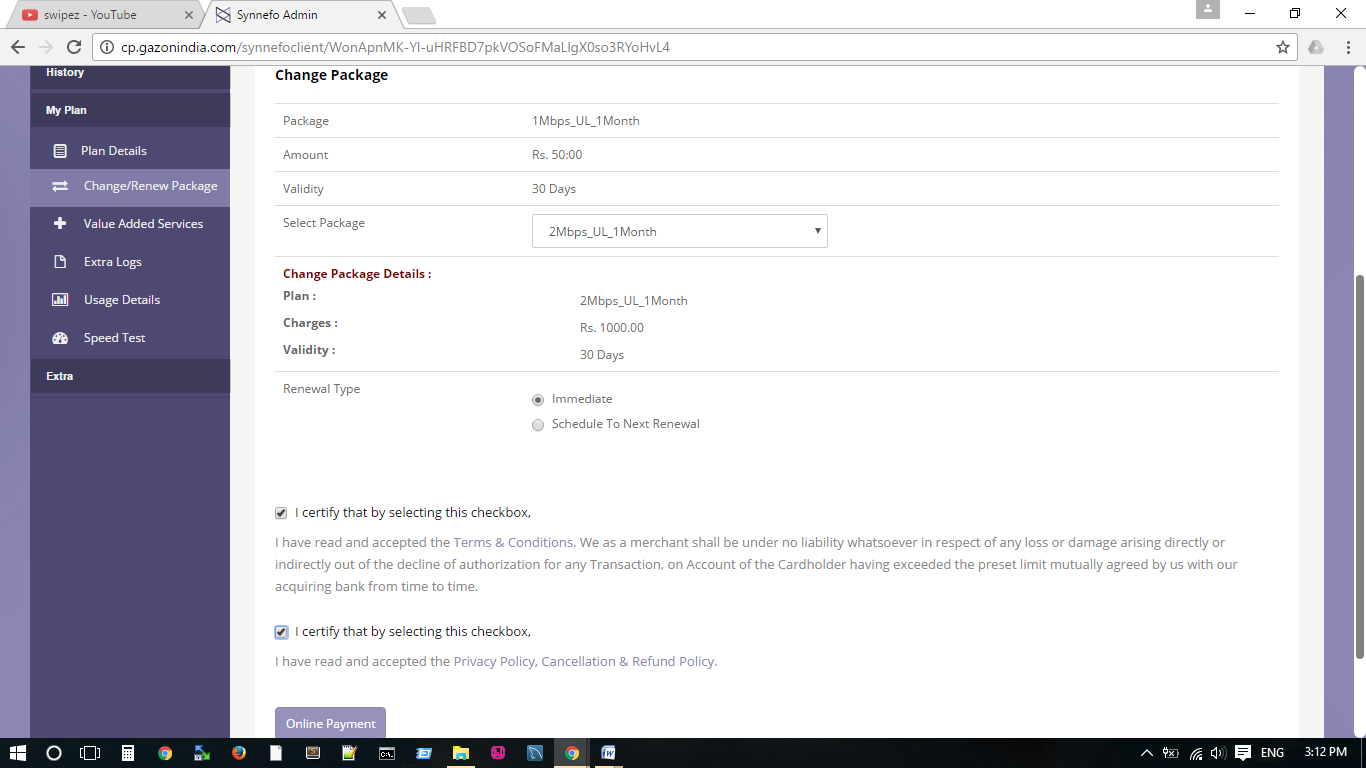 swipez - YouTube
Synnefo Admin
cp.gazonindia.com/synnefoclient/WonApnMK-YI-uHRFBD7pkVOSoFMaLlgX0so3RYoHvL4
History
My Plan
Plan Details
Change/Renew Package
Value Added Services
Extra Logs
Usage Details
Speed Test
Extra
Change Package
Package 1Mbps_UL_1Month
Amount Rs. 50:00
Validity 30 Days
Select Package 2Mbps_UL_1Month
Change Package Details :
Plan : 2Mbps_UL_1Month
Charges : Rs. 1000.00
Validity : 30 Days
Renewal Type Immediate
Schedule To Next Renewal
I certify that by selecting this checkbox,
I have read and accepted the Terms & Conditions. We as a merchant shall be under no liability whatsoever in respect of any loss or damage arising directly or
indirectly out of the decline of authorization for any Transaction, on Account of the Cardholder having exceeded the preset limit mutually agreed by us with our
acquiring bank from time to time.
I certify that by selecting this checkbox,
I have read and accepted the Privacy Policy, Cancellation & Refund Policy.
Online Payment
ENG 3:12 PM